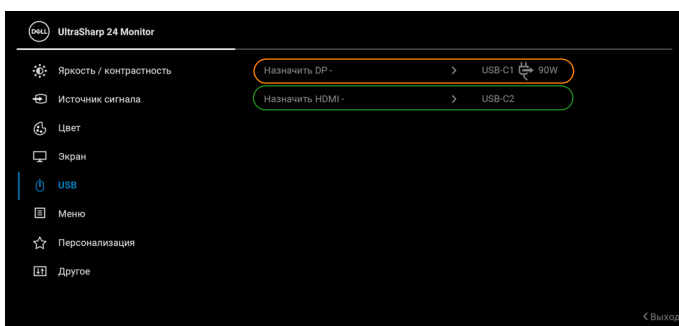 DELL UltraSharp 24 Monitor
Яркость / контрастность
Назначить DP - > USB-C1 90W
Источник сигнала
Назначить HDMI - > USB-C2
Цвет
Экран
USB
Меню
Персонализация
Другое
< Выход